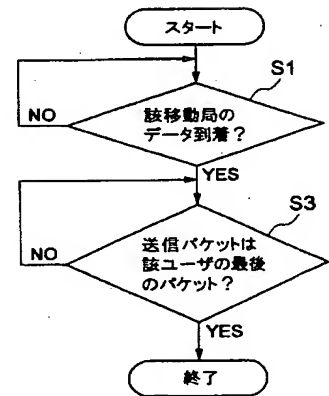 スタート
S1
該移動局の
データ到着？
NO
YES
S3
送信パケットは
該ユーザの最後
のパケット？
NO
YES
終了